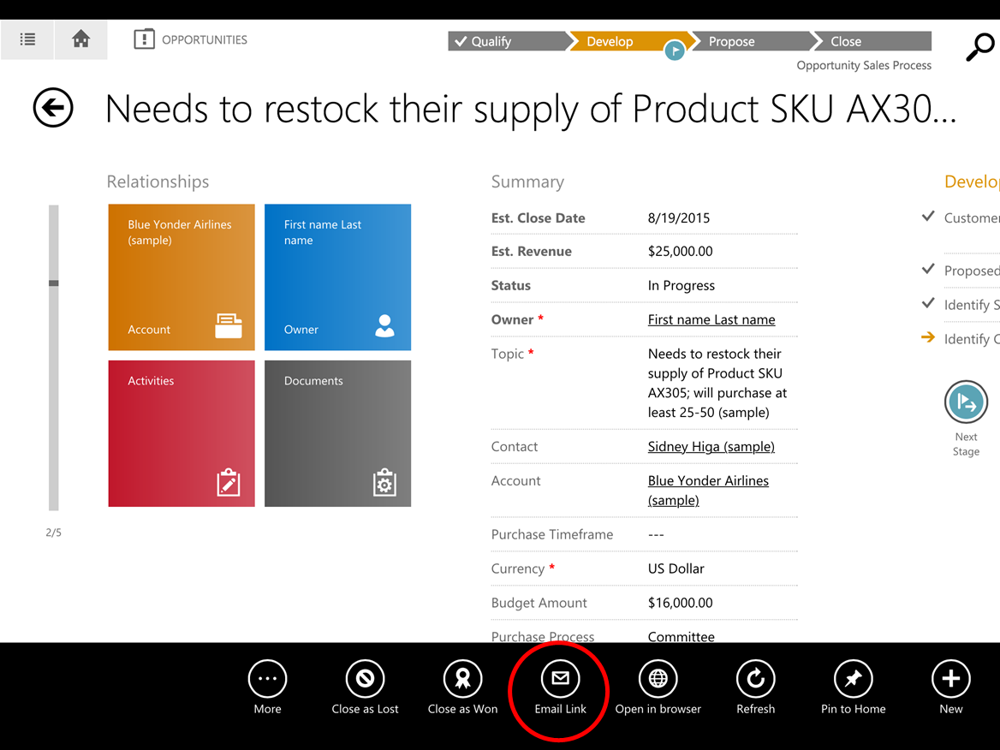 OPPORTUNITIES
Qualify
Develop
Propose
Close
Opportunity Sales Process
Needs to restock their supply of Product SKU AX30...
Relationships
Blue Yonder Airlines
(sample)
Account
First name Last
name
Owner
Activities
Documents
2/5
Summary
Est. Close Date 8/19/2015
Est. Revenue $25,000.00
Status In Progress
Owner * First name Last name
Topic * Needs to restock their
supply of Product SKU
AX305; will purchase at
least 25-50 (sample)
Contact Sidney Higa (sample)
Account Blue Yonder Airlines
(sample)
Purchase Timeframe ---
Currency * US Dollar
Budget Amount $16,000.00
Purchase Process Committee
Develop
Customer
Proposed
Identify S
Identify C
Next
Stage
More
Close as Lost
Close as Won
Email Link
Open in browser
Refresh
Pin to Home
New